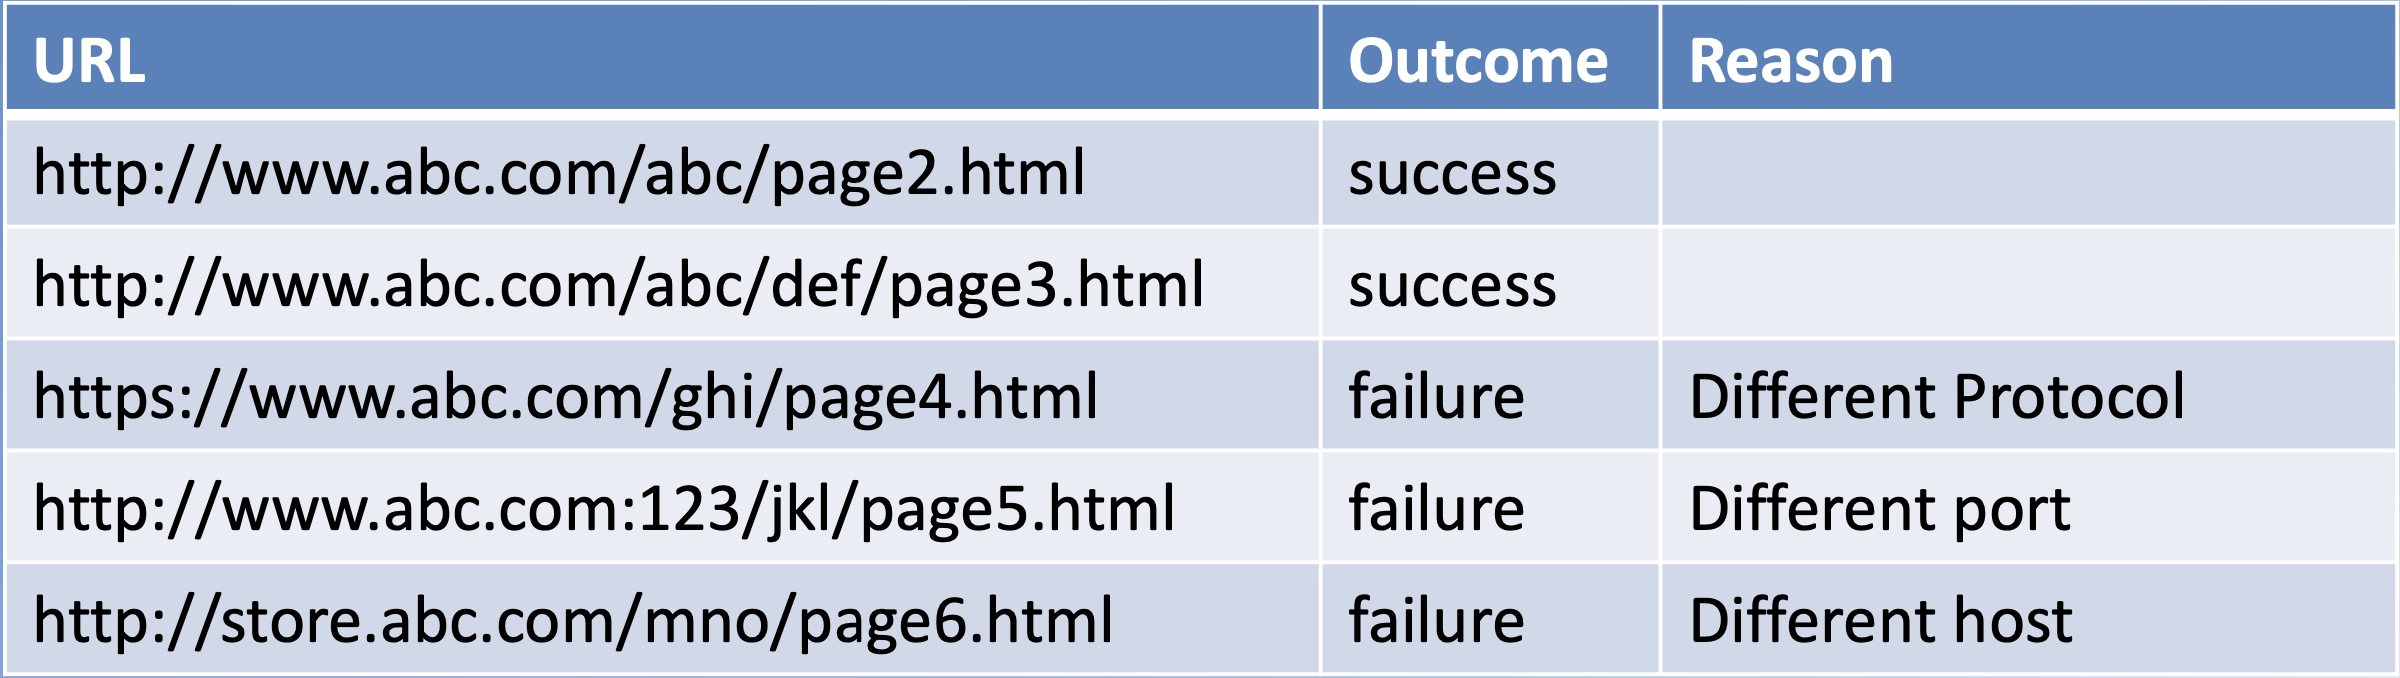 URL Outcome Reason
http://www.abc.com/abc/page2.html success
http://www.abc.com/abc/def/page3.html success
https://www.abc.com/ghi/page4.html failure Different Protocol
http://www.abc.com:123/jkl/page5.html failure Different port
http://store.abc.com/mno/page6.html failure Different host